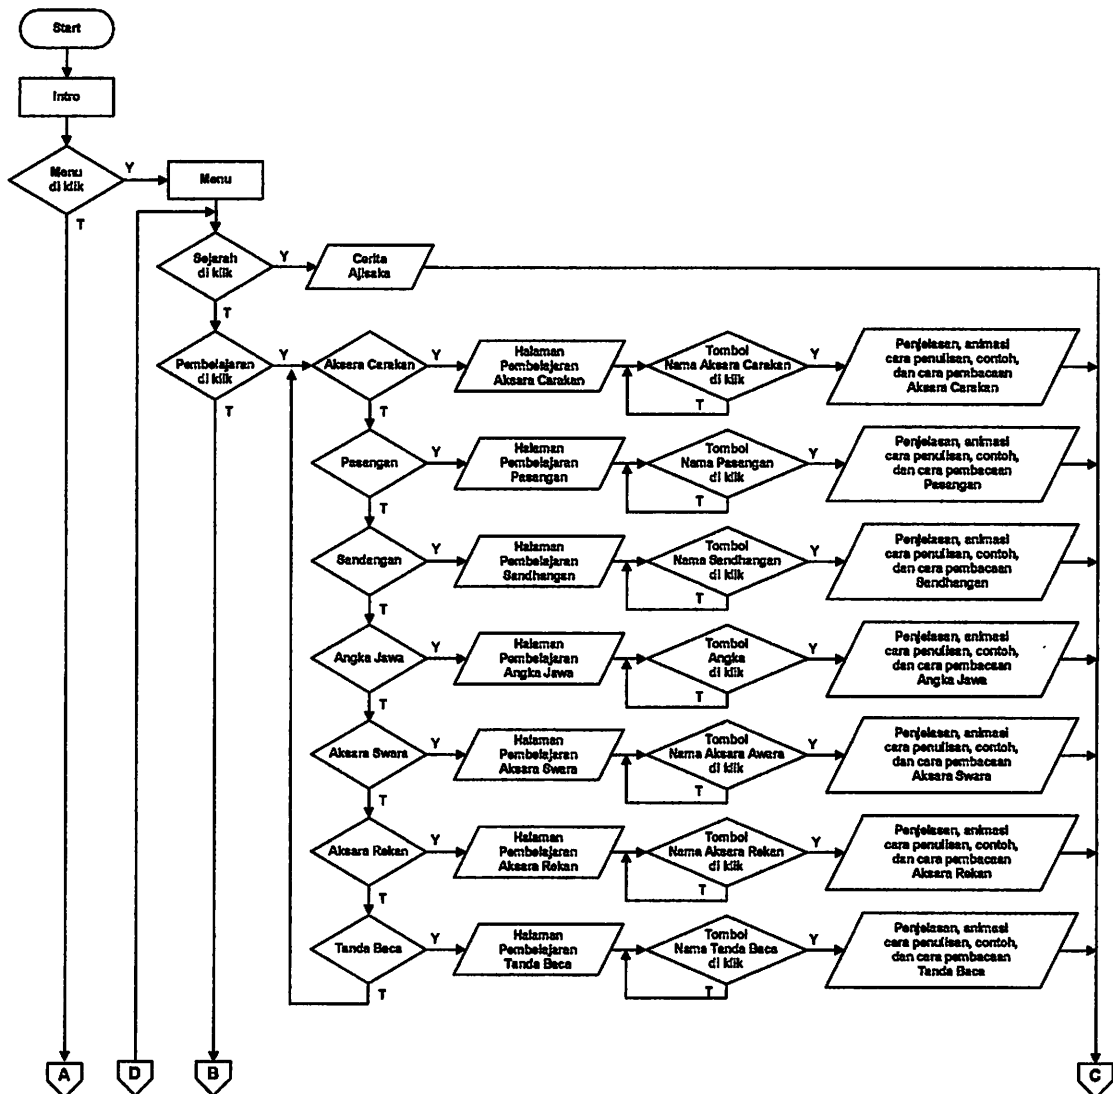 Start
Intro
Menu
di klik
Y
T
Menu
Sejarah
di klik
Y
T
Cerita
Ajisaka
Pembelajaran
di klik
Y
T
Aksara Carakan
Y
T
Halaman
Pembelajaran
Aksara Carakan
Tombol
Nama Aksara Carakan
di klik
Y
T
Penjelasan, animasi
cara penulisan, contoh,
dan cara pembacaan
Aksara Carakan
Pasangan
Y
T
Halaman
Pembelajaran
Pasangan
Tombol
Nama Pasangan
di klik
Y
T
Penjelasan, animasi
cara penulisan, contoh,
dan cara pembacaan
Pasangan
Sandangan
Y
T
Halaman
Pembelajaran
Sandhangan
Tombol
Nama Sandhangan
di klik
Y
T
Penjelasan, animasi
cara penulisan, contoh,
dan cara pembacaan
Sandhangan
Angka Jawa
Y
T
Halaman
Pembelajaran
Angka Jawa
Tombol
Angka
di klik
Y
T
Penjelasan, animasi
cara penulisan, contoh,
dan cara pembacaan
Angka Jawa
Aksara Swara
Y
T
Halaman
Pembelajaran
Aksara Swara
Tombol
Nama Aksara Awara
di klik
Y
T
Penjelasan, animasi
cara penulisan, contoh,
dan cara pembacaan
Aksara Swara
Aksara Rekan
Y
T
Halaman
Pembelajaran
Aksara Rekan
Tombol
Nama Aksara Rekan
di klik
Y
T
Penjelasan, animasi
cara penulisan, contoh,
dan cara pembacaan
Aksara Rekan
Tanda Baca
Y
T
Halaman
Pembelajaran
Tanda Baca
Tombol
Nama Tanda Baca
di klik
Y
T
Penjelasan, animasi
cara penulisan, contoh,
dan cara pembacaan
Tanda Baca
A
D
B
C